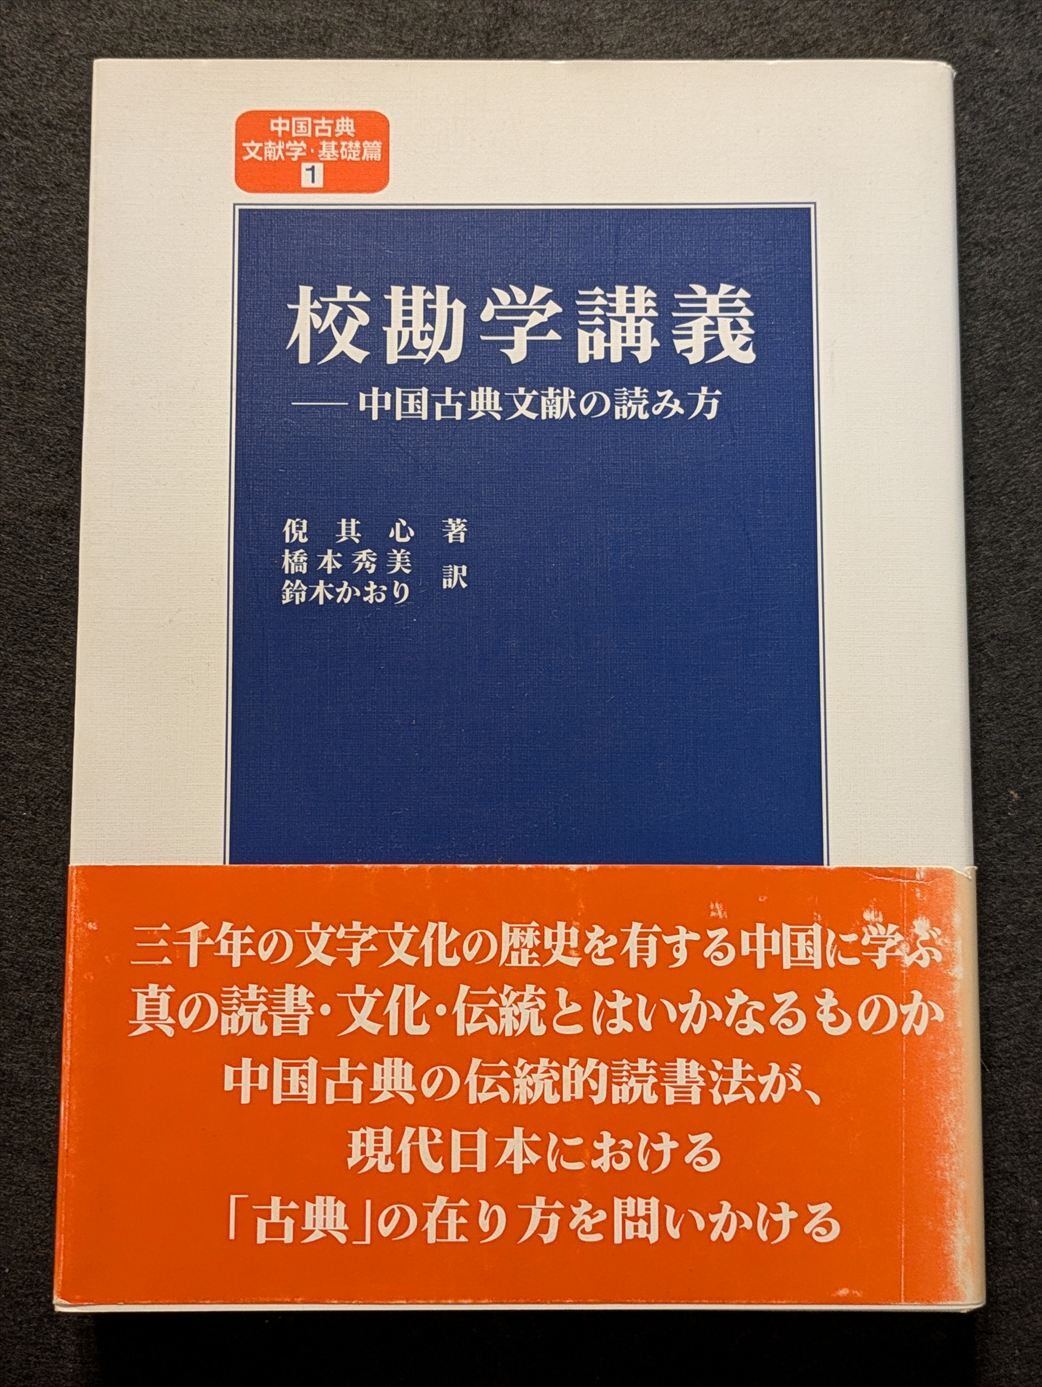 中国古典
文献学・基礎篇
1
校勘学講義
——中国古典文献の読み方
倪其心 著
橋本秀美
鈴木かおり
訳
三千年の文字文化の歴史を有する中国に学ぶ
真の読書・文化・伝統とはいかなるものか
中国古典の伝統的読書法が、
現代日本における
「古典」の在り方を問いかける